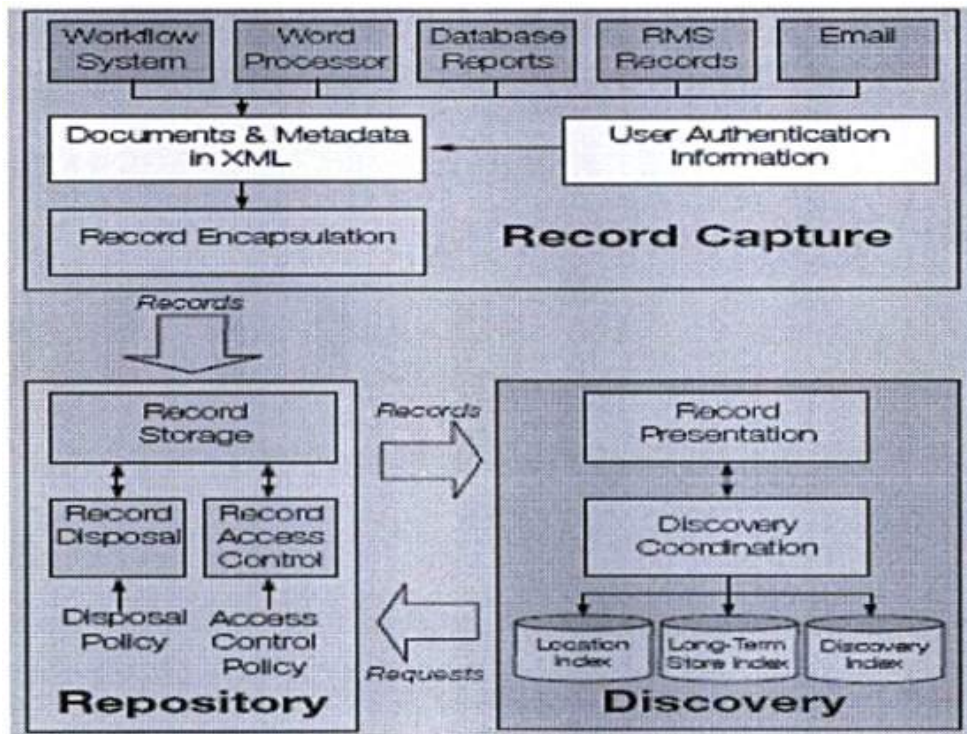 Workflow
System
Word
Processor
Database
Reports
RMS
Records
Email
Documents & Metadata
in XML
User Authentication
Information
Record Encapsulation
Record Capture
Records
Record
Storage
Records
Record
Presentation
Record
Disposal
Record
Access
Control
Discovery
Coordination
Disposal
Policy
Access
Control
Policy
Requests
Location
Index
Long-Term
Store Index
Discovery
Index
Repository
Discovery